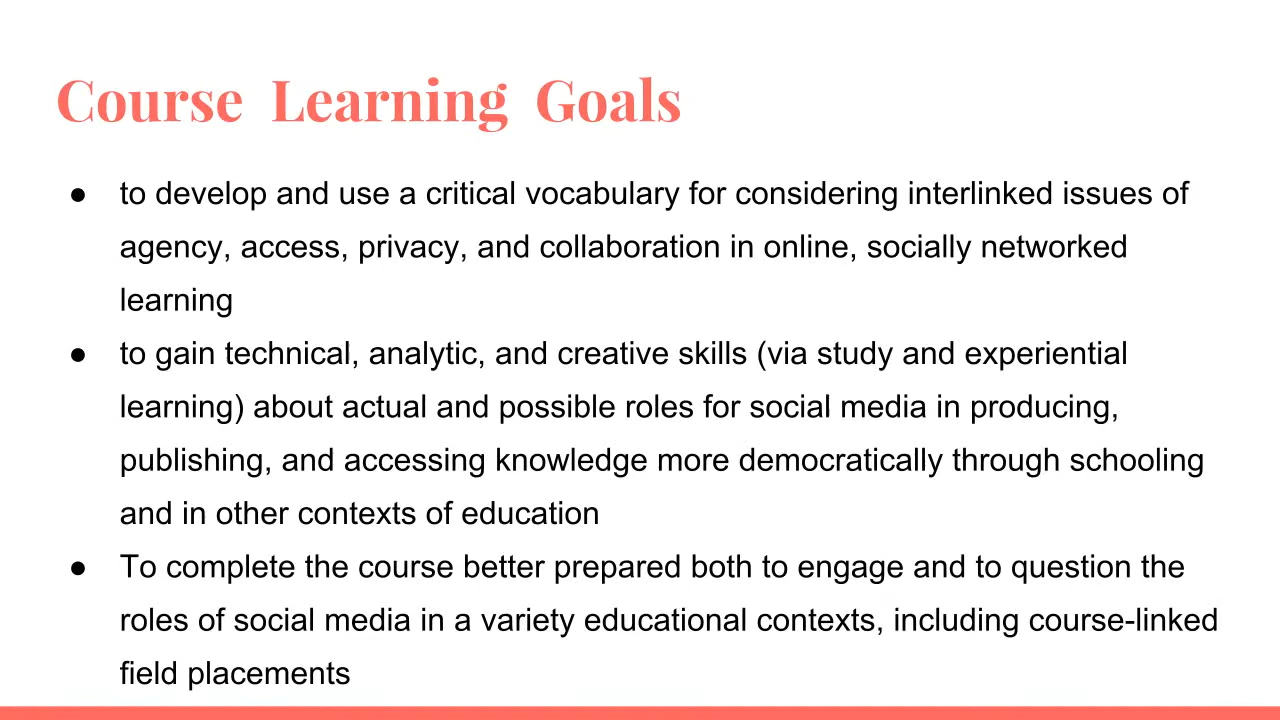 Course Learning Goals
● to develop and use a critical vocabulary for considering interlinked issues of
agency, access, privacy, and collaboration in online, socially networked
learning
● to gain technical, analytic, and creative skills (via study and experiential
learning) about actual and possible roles for social media in producing,
publishing, and accessing knowledge more democratically through schooling
and in other contexts of education
● To complete the course better prepared both to engage and to question the
roles of social media in a variety educational contexts, including course-linked
field placements